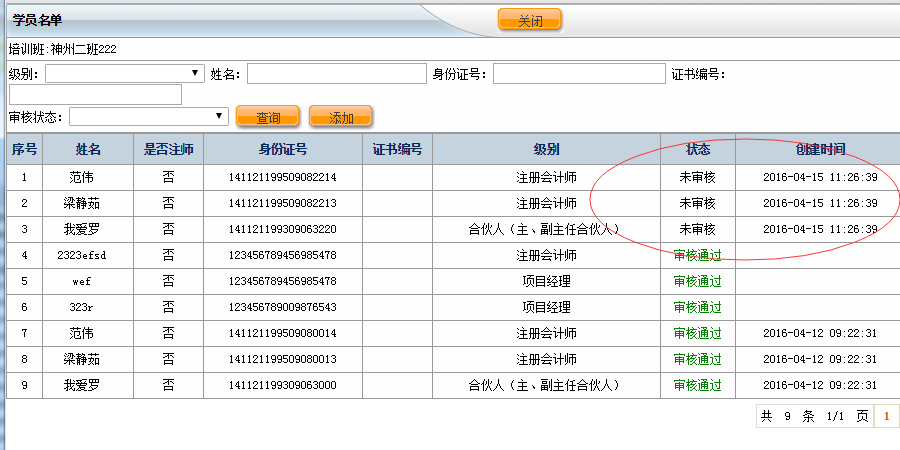 学员名单 关闭
培训班:神州二班222
级别: 姓名: 身份证号: 证书编号:
审核状态: 查询 添加
序号 姓名 是否注师 身份证号 证书编号 级别 状态 创建时间
1 范伟 否 141121199509082214 注册会计师 未审核 2016-04-15 11:26:39
2 梁静茹 否 141121199509082213 注册会计师 未审核 2016-04-15 11:26:39
3 我爱罗 否 141121199309063220 合伙人（主、副主任合伙人） 未审核 2016-04-15 11:26:39
4 2323efsd 否 123456789456985478 注册会计师 审核通过
5 wef 否 123456789456985478 项目经理 审核通过
6 323r 否 123456789009876543 项目经理 审核通过
7 范伟 否 141121199509080014 注册会计师 审核通过 2016-04-12 09:22:31
8 梁静茹 否 141121199509080013 注册会计师 审核通过 2016-04-12 09:22:31
9 我爱罗 否 141121199309063000 合伙人（主、副主任合伙人） 审核通过 2016-04-12 09:22:31
共 9 条 1/1 页 1